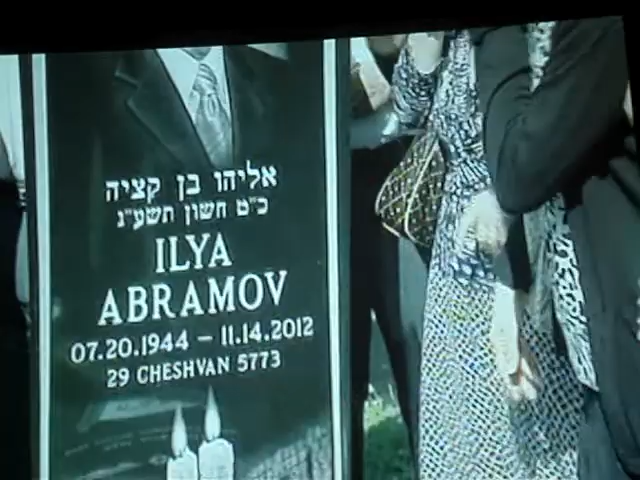 אליהו בן קציה
כ"ט חשון תשע"ג
ILYA
ABRAMOV
07.20.1944 – 11.14.2012
29 CHESHVAN 5773